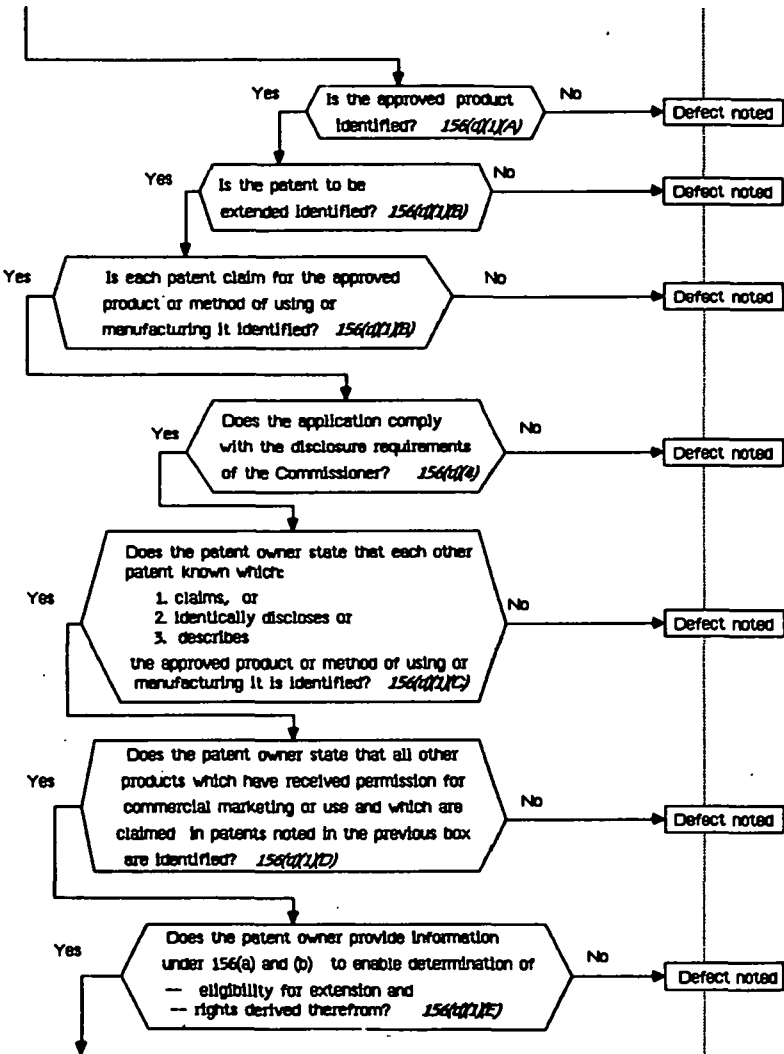 Yes
Is the approved product
identified? 156(d)(1)(A)
No
Defect noted
Yes
Is the patent to be
extended identified? 156(d)(1)(B)
No
Defect noted
Yes
Is each patent claim for the approved
product or method of using or
manufacturing it identified? 156(d)(1)(B)
No
Defect noted
Yes
Does the application comply
with the disclosure requirements
of the Commissioner? 156(d)(4)
No
Defect noted
Yes
Does the patent owner state that each other
patent known which:
1. claims, or
2. identically discloses or
3. describes
the approved product or method of using or
manufacturing it is identified? 156(d)(1)(C)
No
Defect noted
Yes
Does the patent owner state that all other
products which have received permission for
commercial marketing or use and which are
claimed in patents noted in the previous box
are identified? 156(d)(1)(D)
No
Defect noted
Yes
Does the patent owner provide information
under 156(a) and (b) to enable determination of
-- eligibility for extension and
-- rights derived therefrom? 156(d)(1)(E)
No
Defect noted